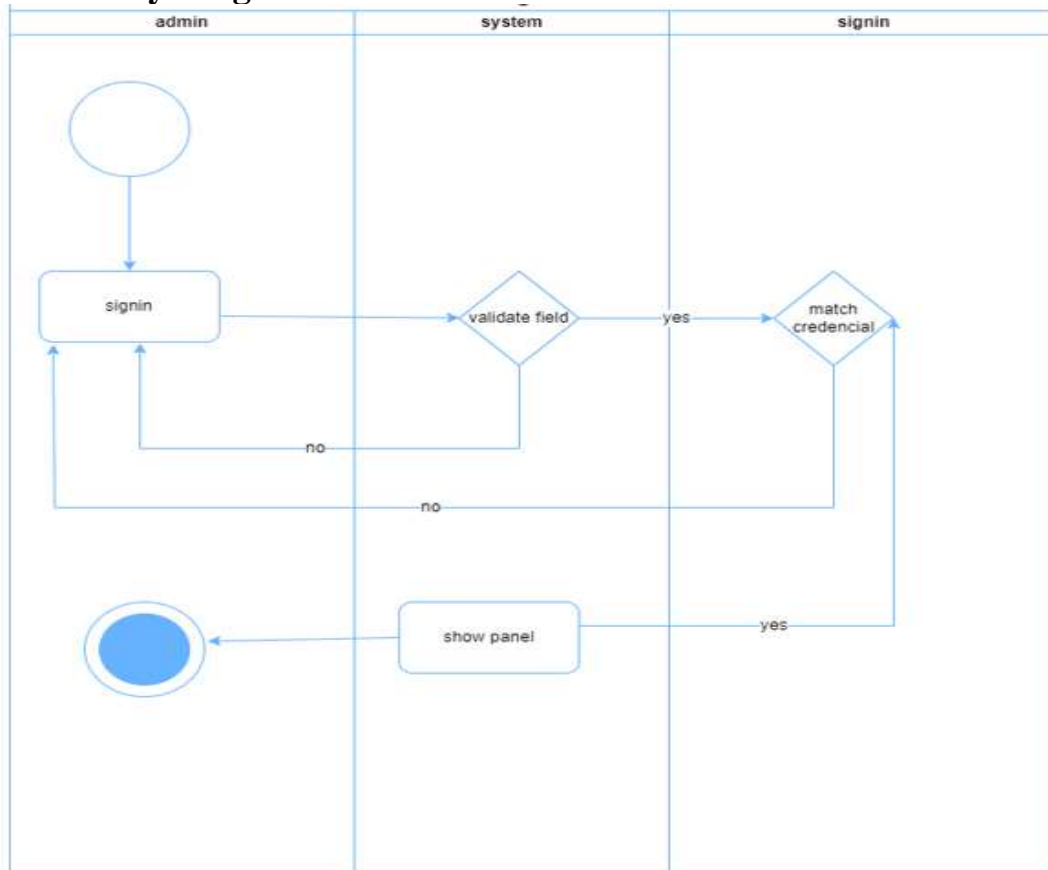 admin
system
signin
signin
validate field
yes
match
credencial
no
no
show panel
yes